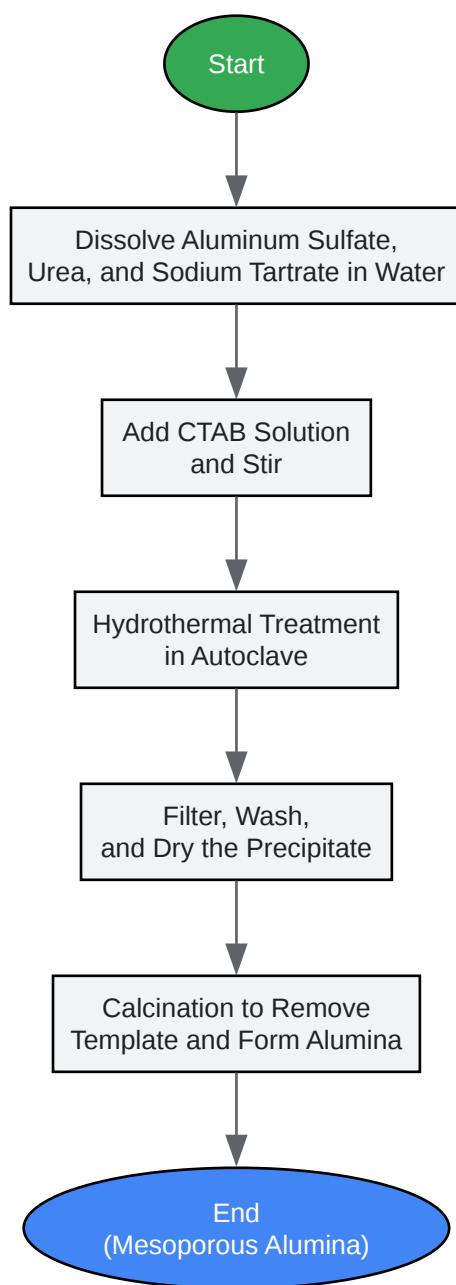 Start
Dissolve Aluminum Sulfate,
Urea, and Sodium Tartrate in Water
Add CTAB Solution
and Stir
Hydrothermal Treatment
in Autoclave
Filter, Wash,
and Dry the Precipitate
Calcination to Remove
Template and Form Alumina
End
(Mesoporous Alumina)